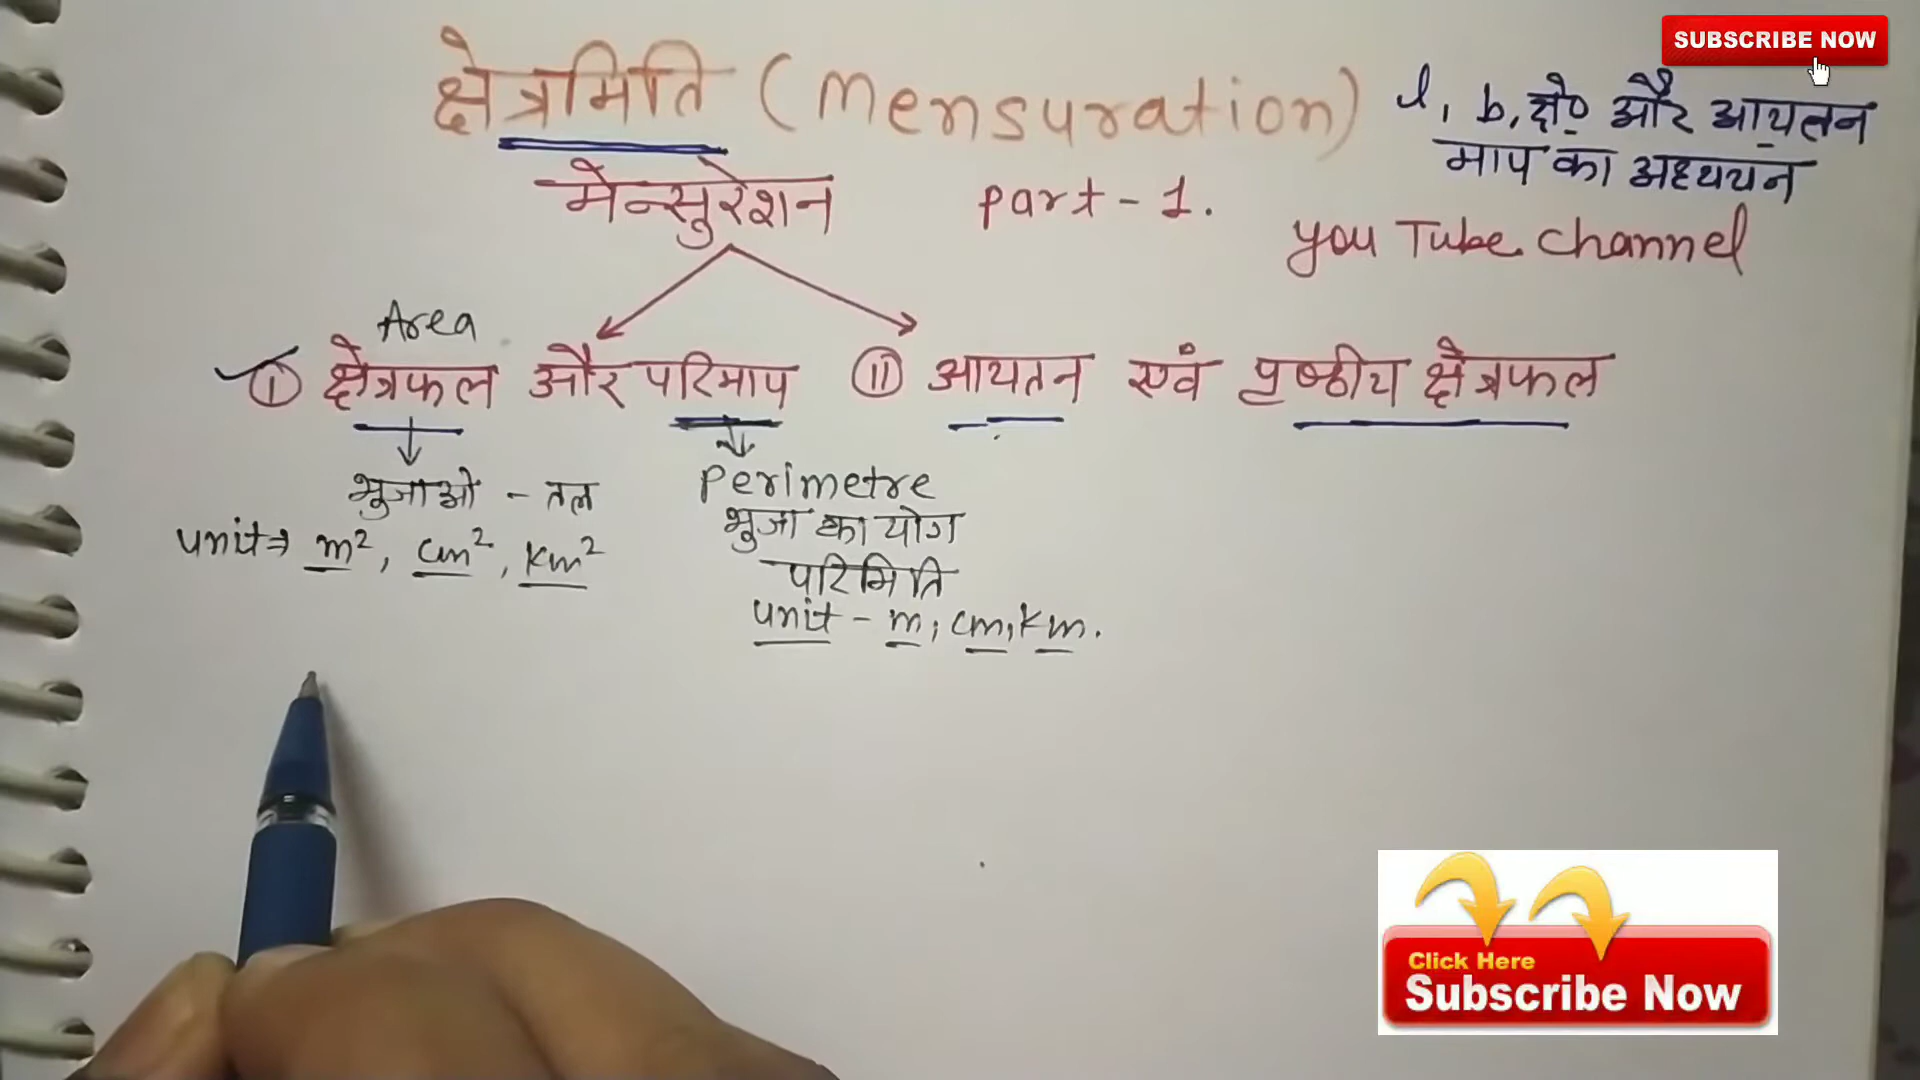 SUBSCRIBE NOW
क्षेत्रमिति (Mensuration)
l, b, क्षे० और आयतन
माप का अध्ययन
मेन्सुरेशन
part - 1.
you Tube channel
Area
(I) क्षेत्रफल और परिमाप (II) आयतन एवं पृष्ठीय क्षेत्रफल
भुजाओ - तल
unit⇒ m², cm², km²
Perimetre
भुजा का योग
परिमिति
unit - m, cm, km.
Click Here
Subscribe Now